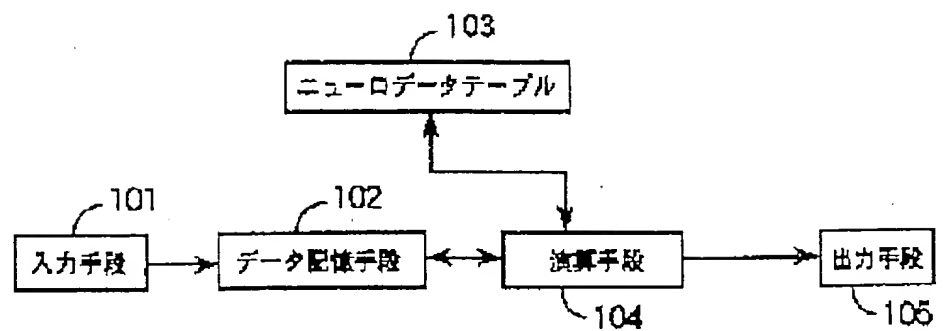 103
ニューロデータテーブル
101
102
入力手段
データ記憶手段
演算手段
出力手段
104
105